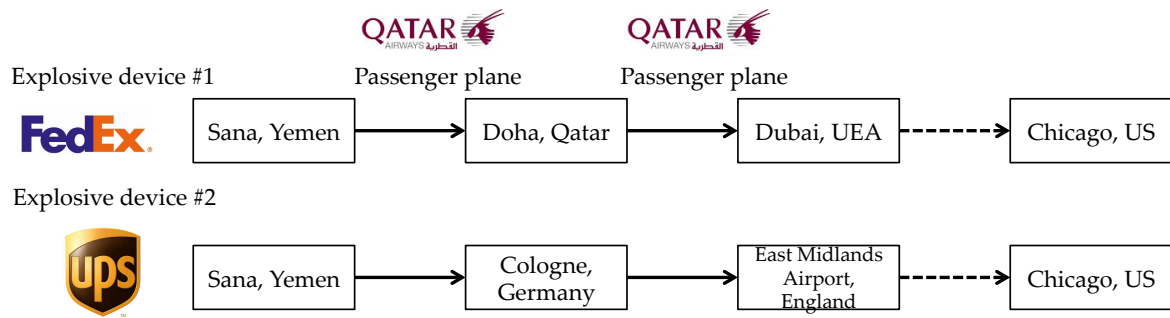 QATAR
AIRWAYS القطرية
QATAR
AIRWAYS القطرية
Explosive device #1
Passenger plane
Passenger plane
FedEx®
Sana, Yemen
Doha, Qatar
Dubai, UEA
Chicago, US
Explosive device #2
ups
™
Sana, Yemen
Cologne,
Germany
East Midlands
Airport,
England
Chicago, US